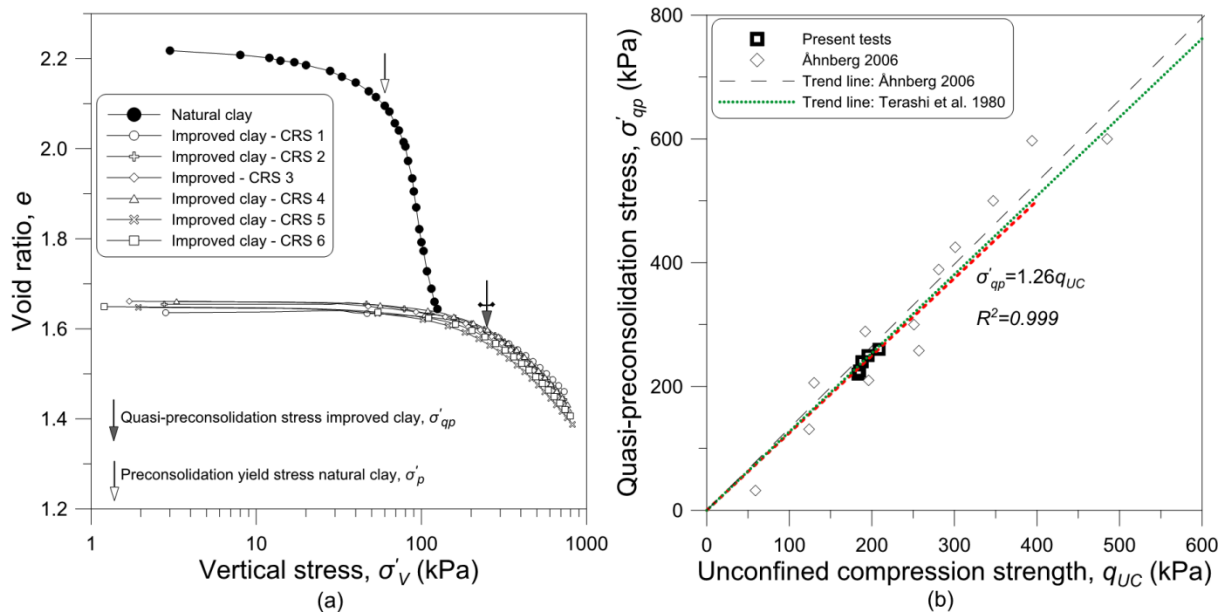 2.2
2.0
1.8
1.6
1.4
1.2
Void ratio, e
Natural clay
Improved clay - CRS 1
Improved clay - CRS 2
Improved - CRS 3
Improved clay - CRS 4
Improved clay - CRS 5
Improved clay - CRS 6
Quasi-preconsolidation stress improved clay, σ'qp
Preconsolidation yield stress natural clay, σ'p
1 10 100 1000
Vertical stress, σ'V (kPa)
(a)
800
600
400
200
0
Quasi-preconsolidation stress, σ'qp (kPa)
Present tests
Åhnberg 2006
Trend line: Åhnberg 2006
Trend line: Terashi et al. 1980
σ'qp=1.26qUC
R²=0.999
0 100 200 300 400 500 600
Unconfined compression strength, qUC (kPa)
(b)